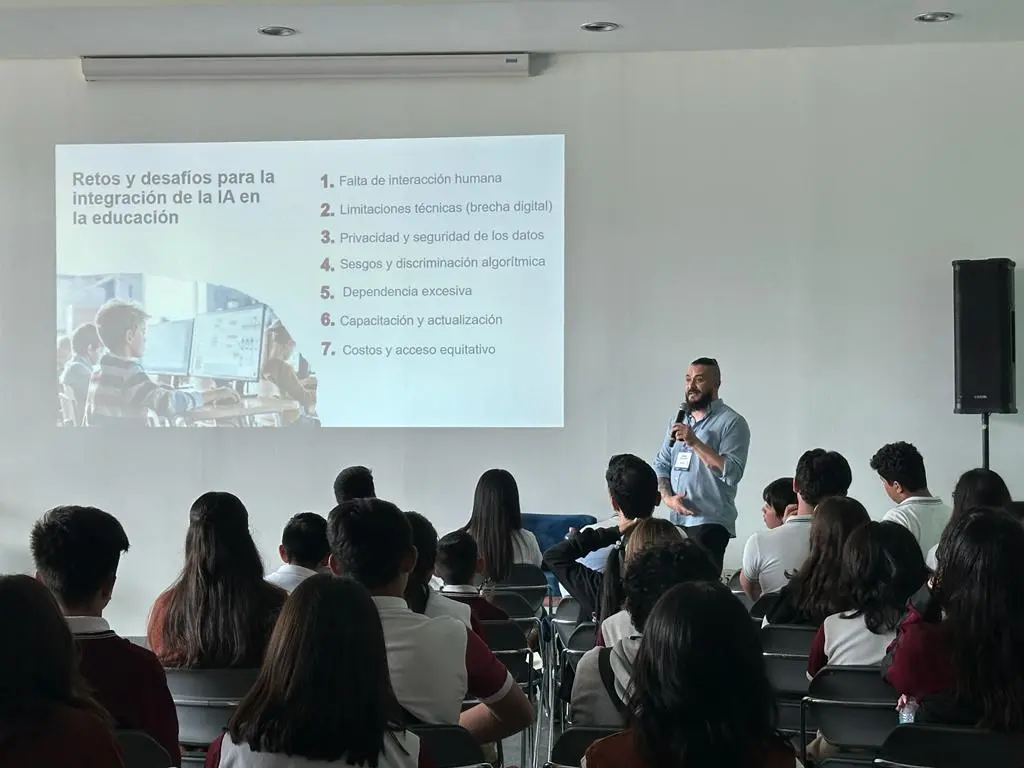 Retos y desafíos para la
integración de la IA en
la educación
1. Falta de interacción humana
2. Limitaciones técnicas (brecha digital)
3. Privacidad y seguridad de los datos
4. Sesgos y discriminación algorítmica
5. Dependencia excesiva
6. Capacitación y actualización
7. Costos y acceso equitativo